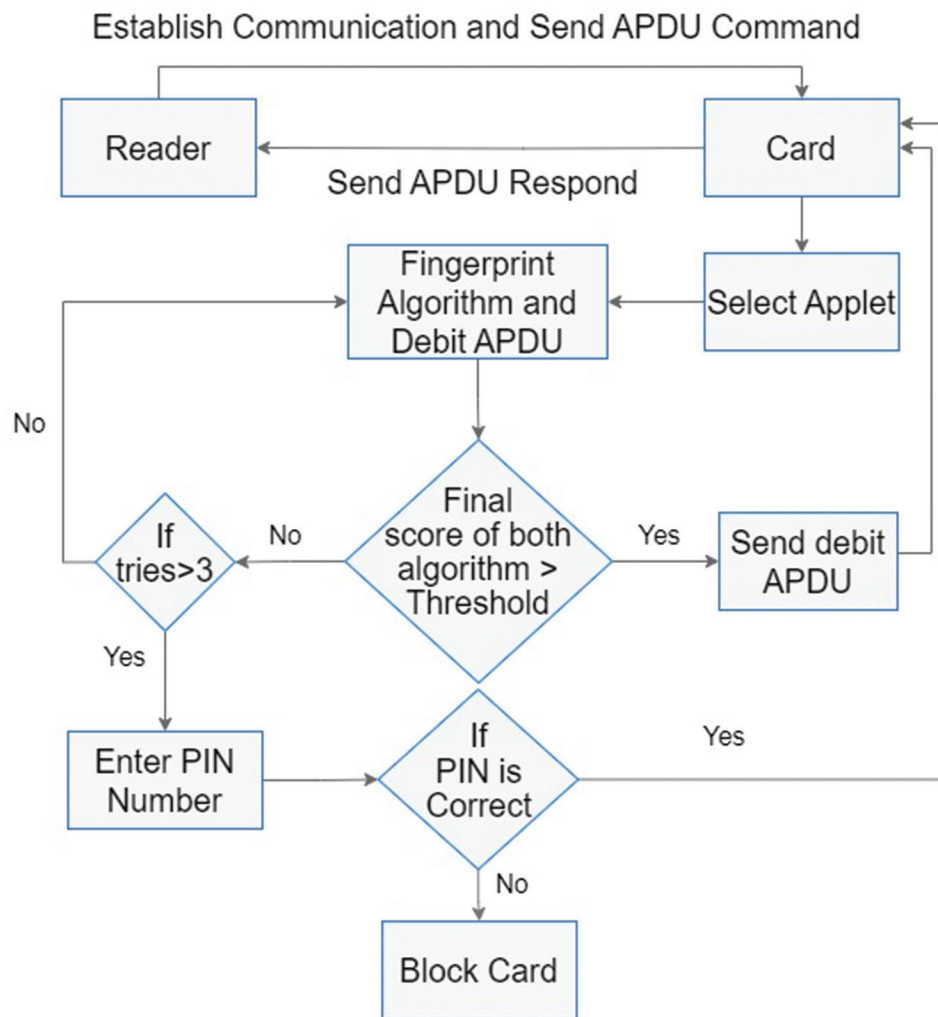 Establish Communication and Send APDU Command
Reader
Card
Send APDU Respond
Fingerprint
Algorithm and
Debit APDU
Select Applet
No
If
tries>3
No
Final
score of both
algorithm >
Threshold
Yes
Send debit
APDU
Yes
Enter PIN
Number
If
PIN is
Correct
Yes
No
Block Card